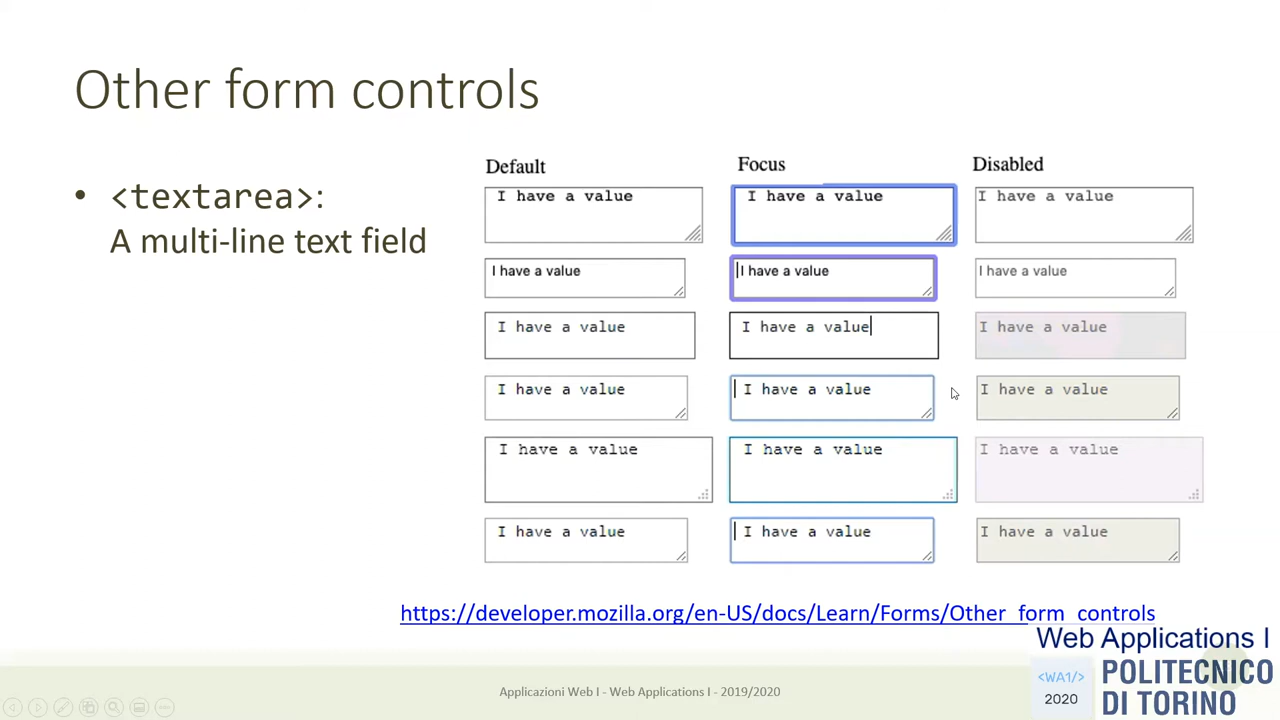 Other form controls
• <textarea>:
A multi-line text field
Default Focus Disabled
I have a value I have a value I have a value
I have a value I have a value I have a value
I have a value I have a value I have a value
I have a value I have a value I have a value
I have a value I have a value I have a value
I have a value I have a value I have a value
https://developer.mozilla.org/en-US/docs/Learn/Forms/Other_form_controls
Web Applications I
<WA1/>
2020
POLITECNICO
DI TORINO
Applicazioni Web I - Web Applications I - 2019/2020